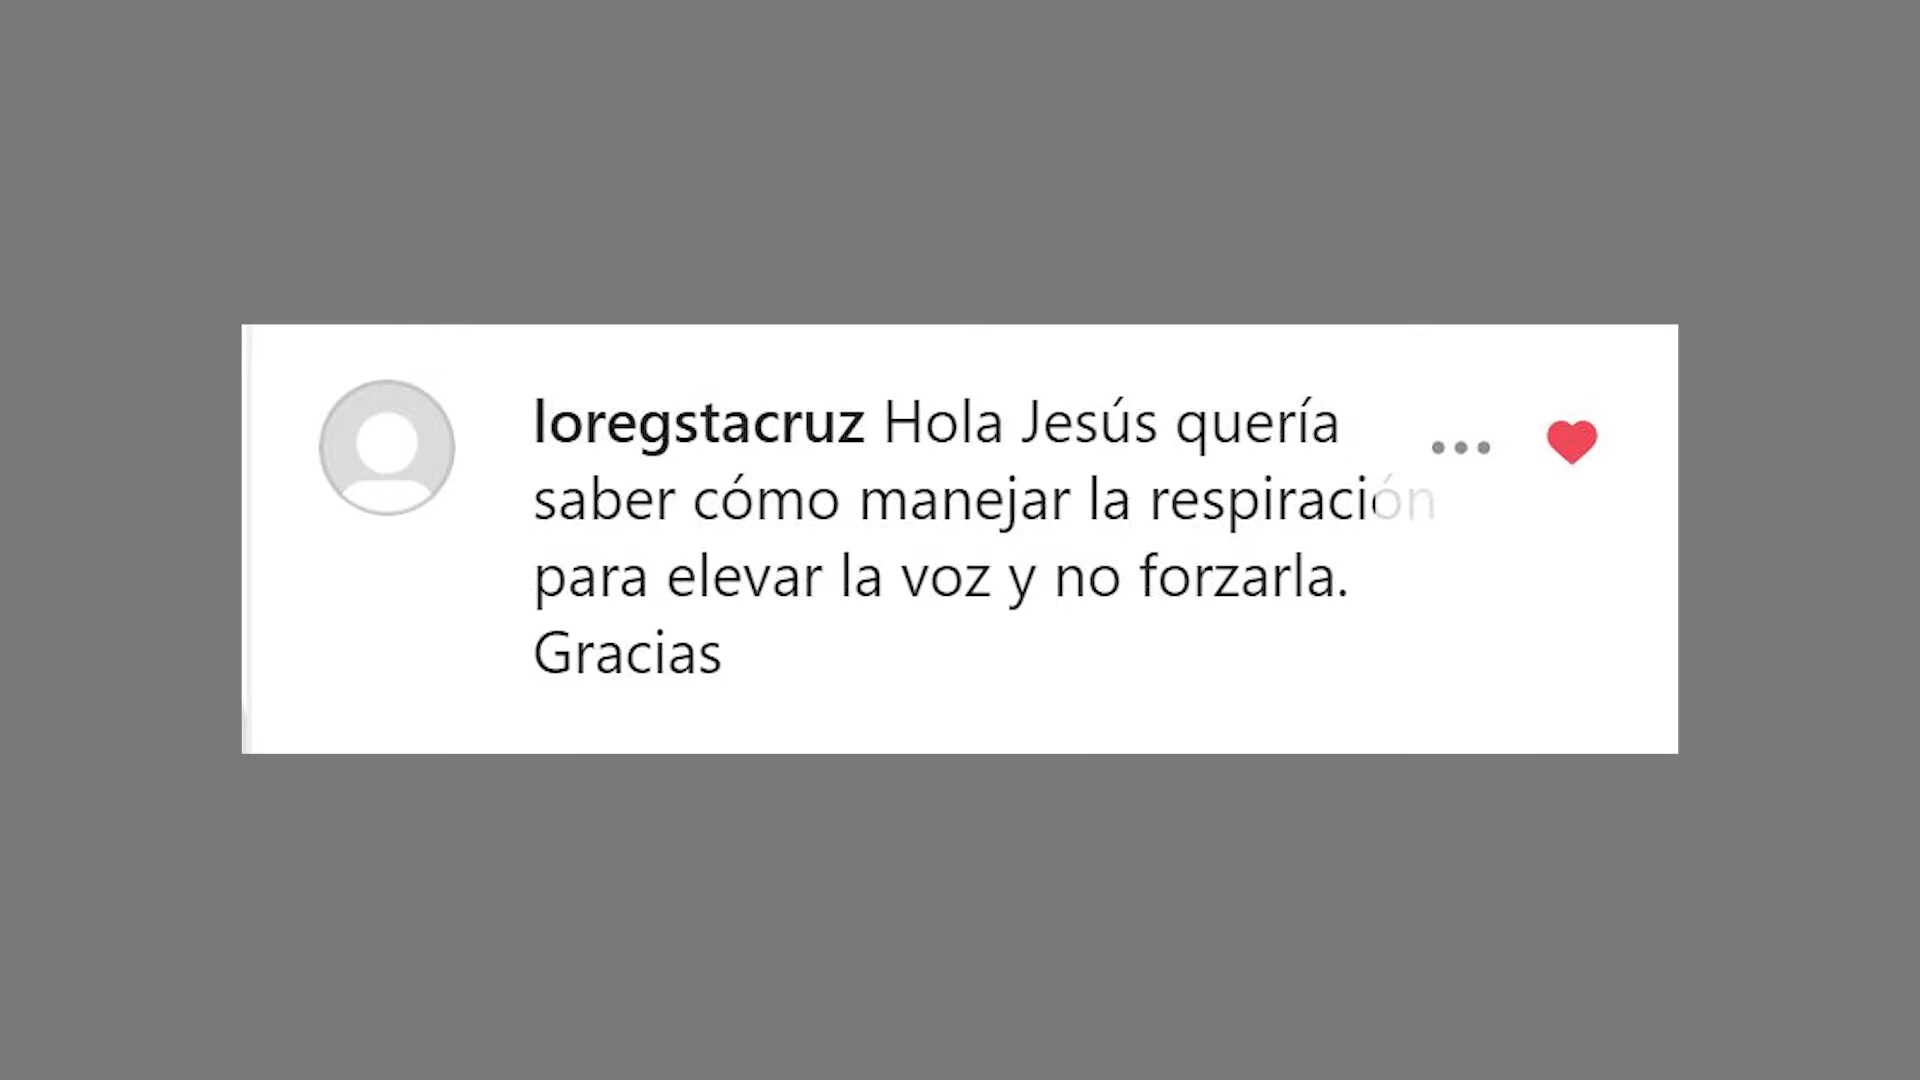 loregstacruz Hola Jesús quería
saber cómo manejar la respiración
para elevar la voz y no forzarla.
Gracias